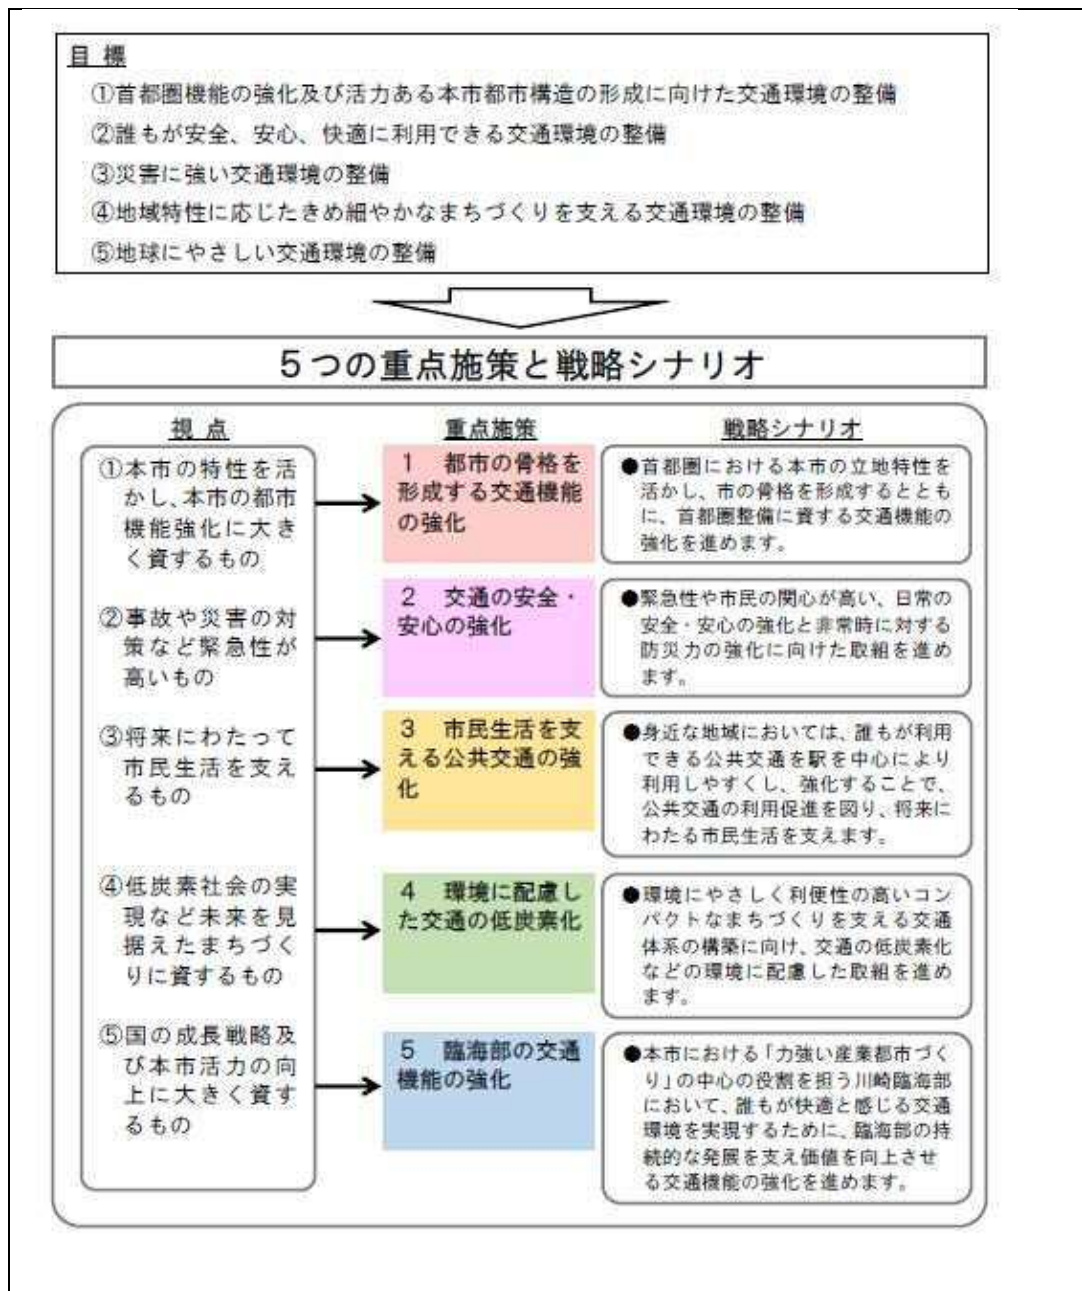 目 標
①首都圏機能の強化及び活力ある本市都市構造の形成に向けた交通環境の整備
②誰もが安全、安心、快適に利用できる交通環境の整備
③災害に強い交通環境の整備
④地域特性に応じたきめ細やかなまちづくりを支える交通環境の整備
⑤地球にやさしい交通環境の整備
5つの重点施策と戦略シナリオ
視 点
①本市の特性を活
かし、本市の都市
機能強化に大き
く資するもの
②事故や災害の対
策など緊急性が
高いもの
③将来にわたって
市民生活を支え
るもの
④低炭素社会の実
現など未来を見
据えたまちづく
りに資するもの
⑤国の成長戦略及
び本市活力の向
上に大きく資す
るもの
重点施策
1 都市の骨格を
形成する交通機能
の強化
2 交通の安全・
安心の強化
3 市民生活を支
える公共交通の強
化
4 環境に配慮し
た交通の低炭素化
5 臨海部の交通
機能の強化
戦略シナリオ
●首都圏における本市の立地特性を
活かし、市の骨格を形成するととも
に、首都圏整備に資する交通機能の
強化を進めます。
●緊急性や市民の関心が高い、日常の
安全・安心の強化と非常時に対する
防災力の強化に向けた取組を進め
ます。
●身近な地域においては、誰もが利用
できる公共交通を駅を中心により
利用しやすくし、強化することで、
公共交通の利用促進を図り、将来に
わたる市民生活を支えます。
●環境にやさしく利便性の高いコン
パクトなまちづくりを支える交通
体系の構築に向け、交通の低炭素化
などの環境に配慮した取組を進め
ます。
●本市における「力強い産業都市づく
り」の中心の役割を担う川崎臨海部
において、誰もが快適と感じる交通
環境を実現するために、臨海部の持
続的な発展を支え価値を向上させ
る交通機能の強化を進めます。